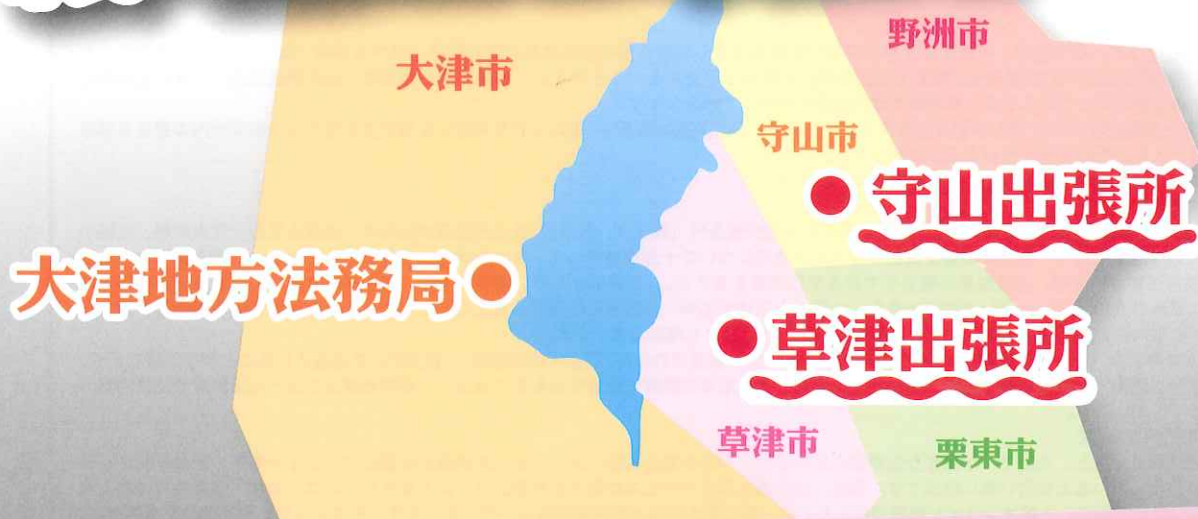 野洲市
大津市
守山市
守山出張所
大津地方法務局
草津出張所
草津市
栗東市